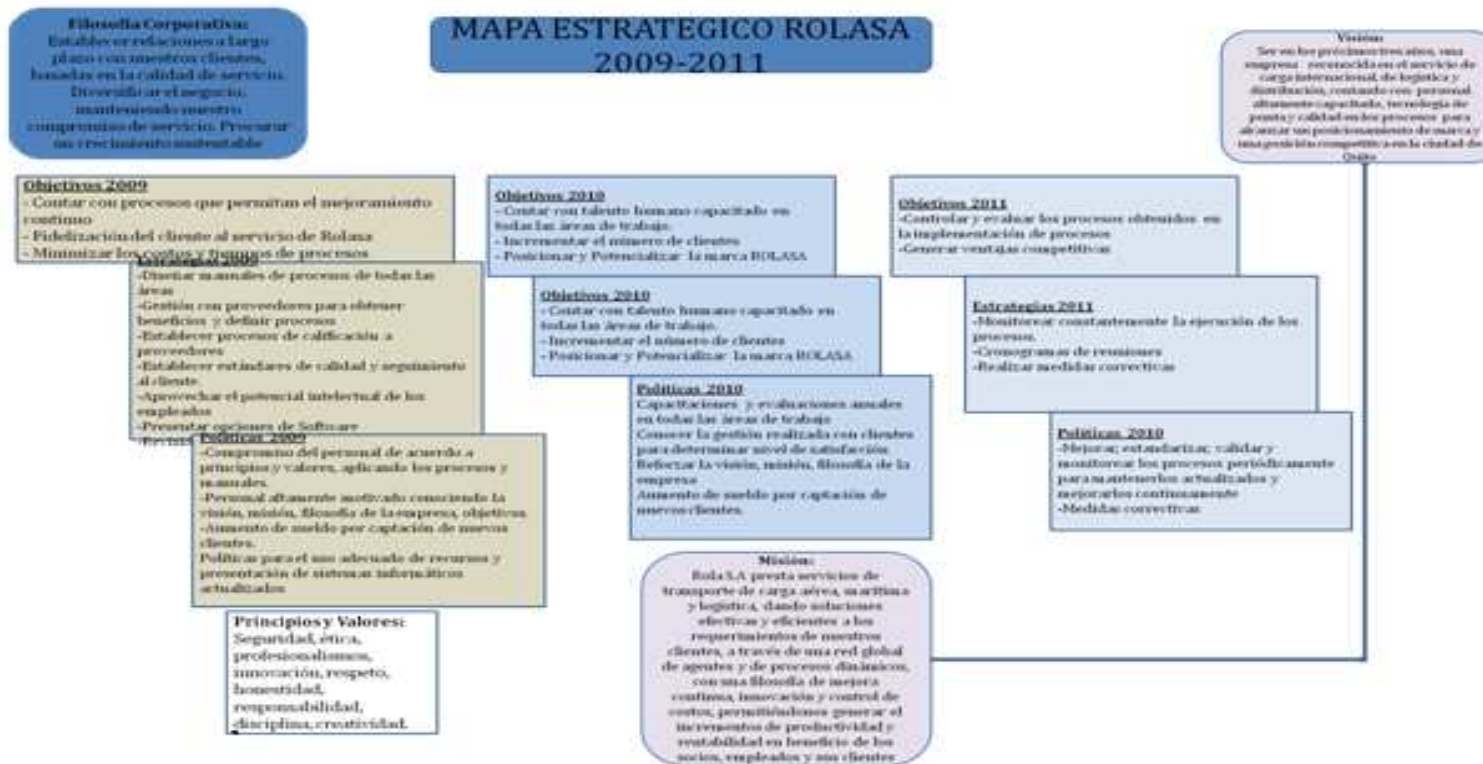 Filosofia Corporativa:
Establecer relaciones a largo
plazo con nuestros clientes,
basadas en la calidad de servicio.
Diversificar el negocio,
manteniendo nuestro
compromiso de servicio. Procurar
un crecimiento sustentable
MAPA ESTRATEGICO ROLASA
2009-2011
Visión:
Ser en los próximos tres años, una
empresa reconocida en el servicio de
carga internacional, de logística y
distribución, contando con personal
altamente capacitado, tecnología de
punta y calidad en los procesos para
alcanzar un posicionamiento de marca y
una posición competitiva en la ciudad de
Quito
Objetivos 2009
- Contar con procesos que permitan el mejoramiento
continuo
- Fidelización del cliente al servicio de Rolasa
- Minimizar los costos y tiempos de procesos
Estrategias 2009
-Diseñar manuales de procesos de todas las
áreas
-Gestión con proveedores para obtener
beneficios y definir procesos
-Establecer procesos de calificación a
proveedores
-Establecer estándares de calidad y seguimiento
al cliente.
-Aprovechar el potencial intelectual de los
empleados
-Presentar opciones de Software
Políticas 2009
-Compromiso del personal de acuerdo a
principios y valores, aplicando los procesos y
manuales.
-Personal altamente motivado conociendo la
visión, misión, filosofía de la empresa, objetivos
-Aumento de sueldo por captación de nuevos
clientes.
Políticas para el uso adecuado de recursos y
presentación de sistemas informáticos
actualizados
Principios y Valores:
Seguridad, ética,
profesionalismos,
innovación, respeto,
honestidad,
responsabilidad,
disciplina, creatividad.
Objetivos 2010
- Contar con talento humano capacitado en
todas las áreas de trabajo.
- Incrementar el número de clientes
- Posicionar y Potencializar la marca ROLASA
Objetivos 2010
- Contar con talento humano capacitado en
todas las áreas de trabajo.
- Incrementar el número de clientes
- Posicionar y Potencializar la marca ROLASA
Políticas 2010
Capacitaciones y evaluaciones anuales
en todas las áreas de trabajo
Conocer la gestión realizada con clientes
para determinar nivel de satisfacción
Reforzar la visión, misión, filosofía de la
empresa
Aumento de sueldo por captación de
nuevos clientes.
Misión:
Rola S.A presta servicios de
transporte de carga aérea, marítima
y logística, dando soluciones
efectivas y eficientes a los
requerimientos de nuestros
clientes, a través de una red global
de agentes y de procesos dinámicos,
con una filosofía de mejora
continua, innovación y control de
costos, permitiéndonos generar el
incrementos de productividad y
rentabilidad en beneficio de los
socios, empleados y sus clientes
Objetivos 2011
-Controlar y evaluar los procesos obtenidos en
la implementación de procesos
-Generar ventajas competitivas
Estrategias 2011
-Monitorear constantemente la ejecución de los
procesos.
-Cronogramas de reuniones
-Realizar medidas correctivas
Políticas 2010
-Mejorar, estandarizar, validar y
monitorear los procesos periódicamente
para mantenerlos actualizados y
mejorarlos continuamente
-Medidas correctivas